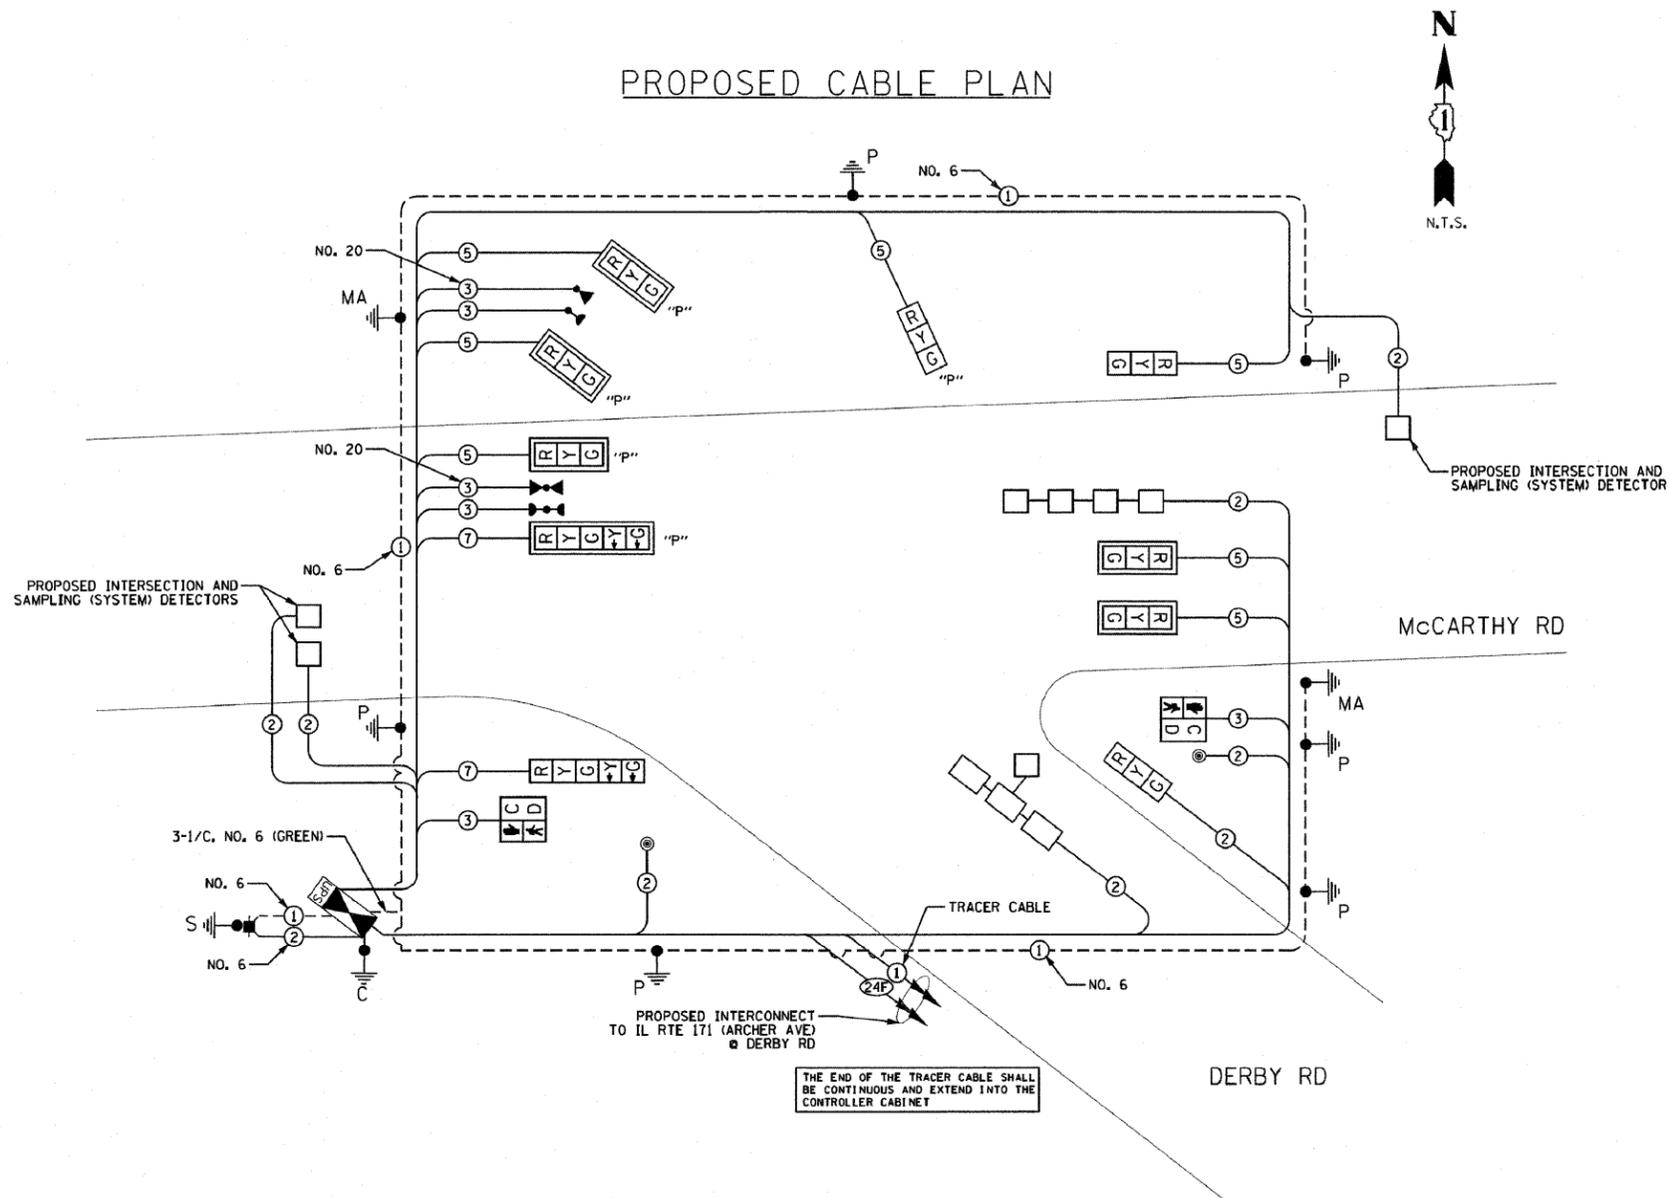 PROPOSED CABLE PLAN
N
1
N.T.S.
P
NO. 6
1
NO. 20
5
R Y G
"P"
3
MA
3
5
R Y G
"P"
5
R Y G
"P"
R Y G
5
P
2
PROPOSED INTERSECTION AND
SAMPLING (SYSTEM) DETECTOR
NO. 20
5
R Y G
"P"
3
3
7
R Y G Y G
"P"
1
NO. 6
2
R Y G
5
R Y G
5
McCARTHY RD
PROPOSED INTERSECTION AND
SAMPLING (SYSTEM) DETECTORS
2
2
P
7
R Y G Y G
3
C D
MA
C D
3
2
P
R Y G
2
P
3-1/C. NO. 6 (GREEN)
NO. 6
1
S
2
NO. 6
UPS
C
2
P
2
TRACER CABLE
1
24F
1
NO. 6
PROPOSED INTERCONNECT
TO IL RTE 171 (ARCHER AVE)
@ DERBY RD
THE END OF THE TRACER CABLE SHALL
BE CONTINUOUS AND EXTEND INTO THE
CONTROLLER CABINET
DERBY RD